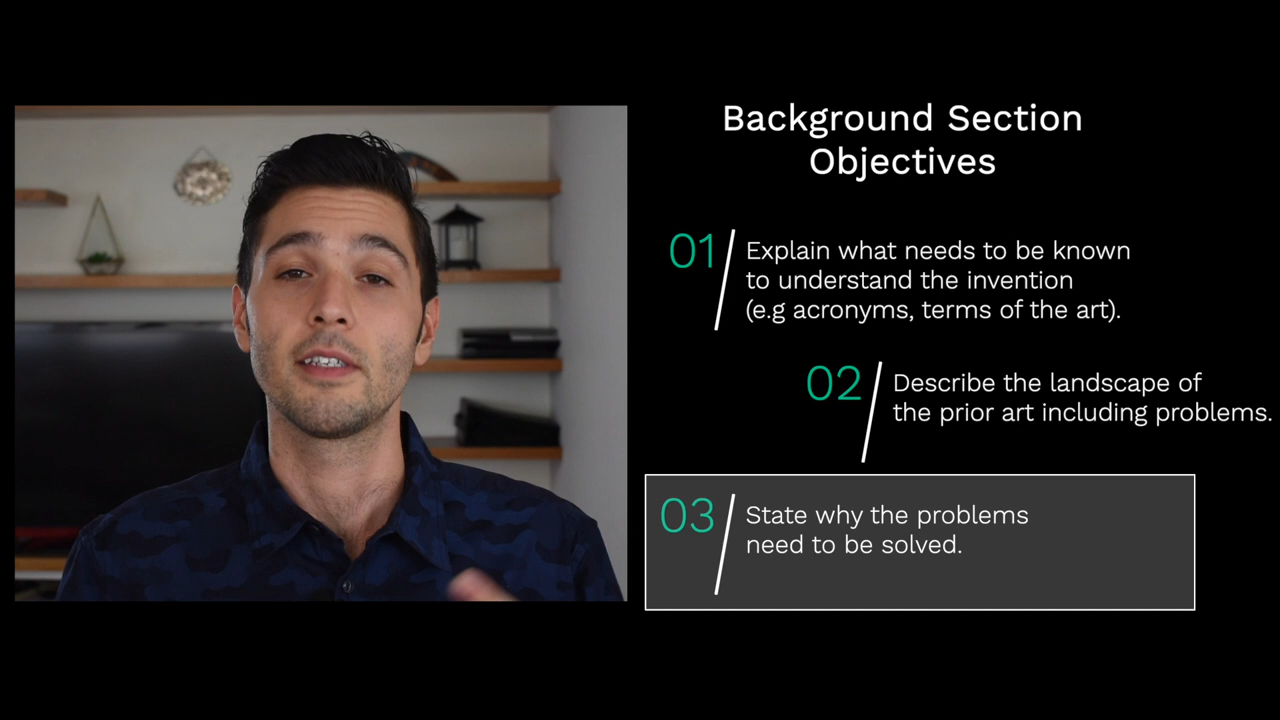 Background Section
Objectives
01
Explain what needs to be known
to understand the invention
(e.g acronyms, terms of the art).
02
Describe the landscape of
the prior art including problems.
03
State why the problems
need to be solved.